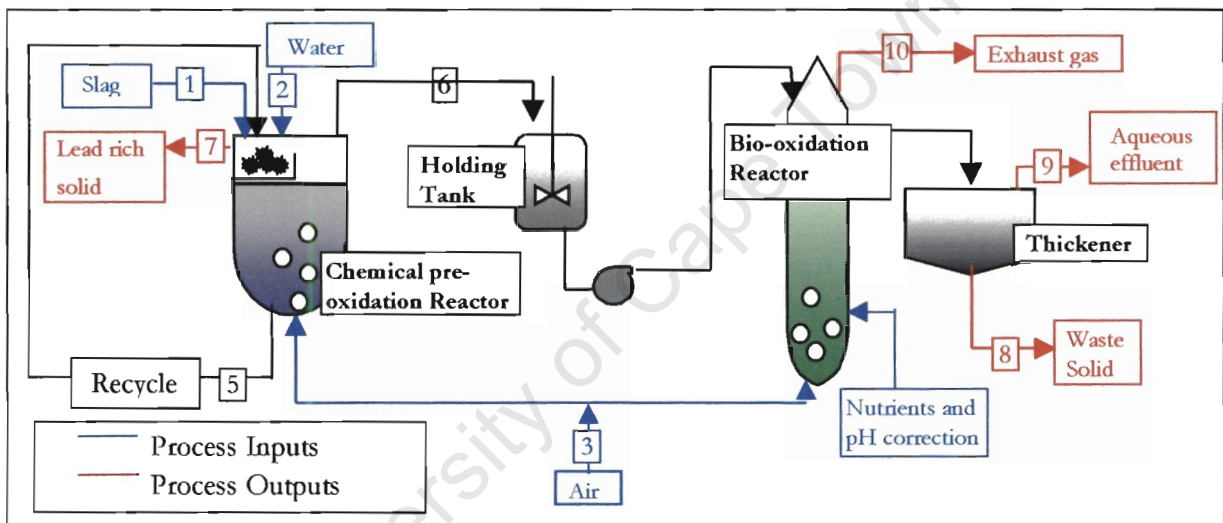 Water
Slag
1
2
6
10
Exhaust gas
Lead rich
solid
7
Holding
Tank
Bio-oxidation
Reactor
Aqueous
effluent
9
Thickener
Chemical pre-
oxidation Reactor
Recycle
5
8
Waste
Solid
Nutrients and
pH correction
Process Inputs
Process Outputs
3
Air
ersity of Cape Town